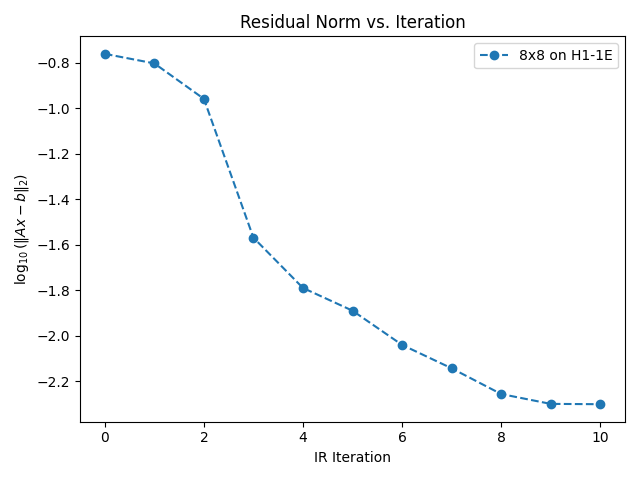 Residual Norm vs. Iteration
8x8 on H1-1E
−0.8
−1.0
−1.2
−1.4
−1.6
−1.8
−2.0
−2.2
log₁₀(‖Ax − b‖₂)
0 2 4 6 8 10
IR Iteration